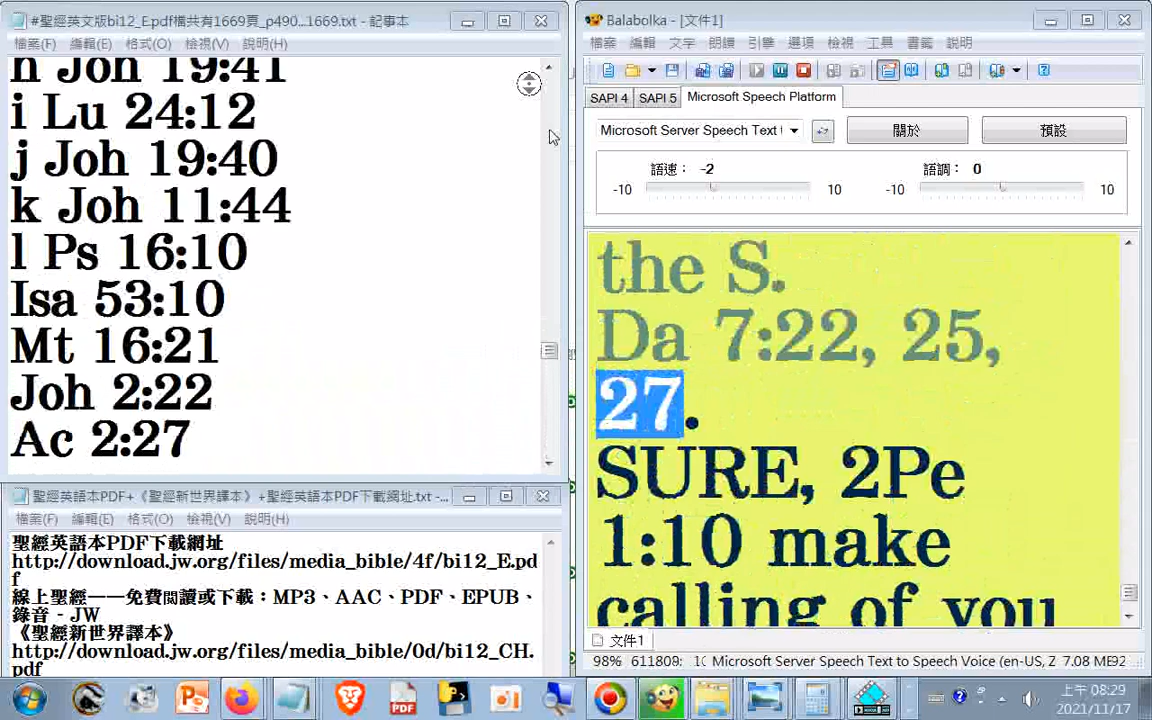 #聖經英文版bi12_E.pdf檔共有1669頁_p490...1669.txt - 記事本
檔案(F) 編輯(E) 格式(O) 檢視(V) 說明(H)
h Joh 19:41
i Lu 24:12
j Joh 19:40
k Joh 11:44
l Ps 16:10
Isa 53:10
Mt 16:21
Joh 2:22
Ac 2:27
聖經英語本PDF+《聖經新世界譯本》+聖經英語本PDF下載網址.txt -...
檔案(F) 編輯(E) 格式(O) 檢視(V) 說明(H)
聖經英語本PDF下載網址
http://download.jw.org/files/media_bible/4f/bi12_E.pd
f
線上聖經——免費閱讀或下載：MP3、AAC、PDF、EPUB、
錄音 - JW
《聖經新世界譯本》
http://download.jw.org/files/media_bible/0d/bi12_CH.
pdf
Balabolka - [文件1]
檔案 編輯 文字 朗讀 引擎 選項 檢視 工具 書籤 說明
SAPI 4 SAPI 5 Microsoft Speech Platform
Microsoft Server Speech Text 關於 預設
語速： -2 語調： 0
-10 10 -10 10
the S.
Da 7:22, 25,
27.
SURE, 2Pe
1:10 make
calling of you
文件1
98% 611809: Microsoft Server Speech Text to Speech Voice (en-US, Z 7.08 ME92
PDF
上午 08:29
2021/11/17